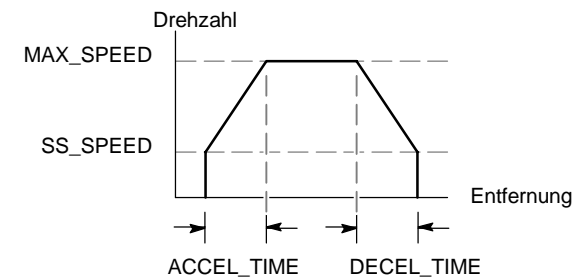 Drehzahl
MAX_SPEED
SS_SPEED
Entfernung
ACCEL_TIME
DECEL_TIME